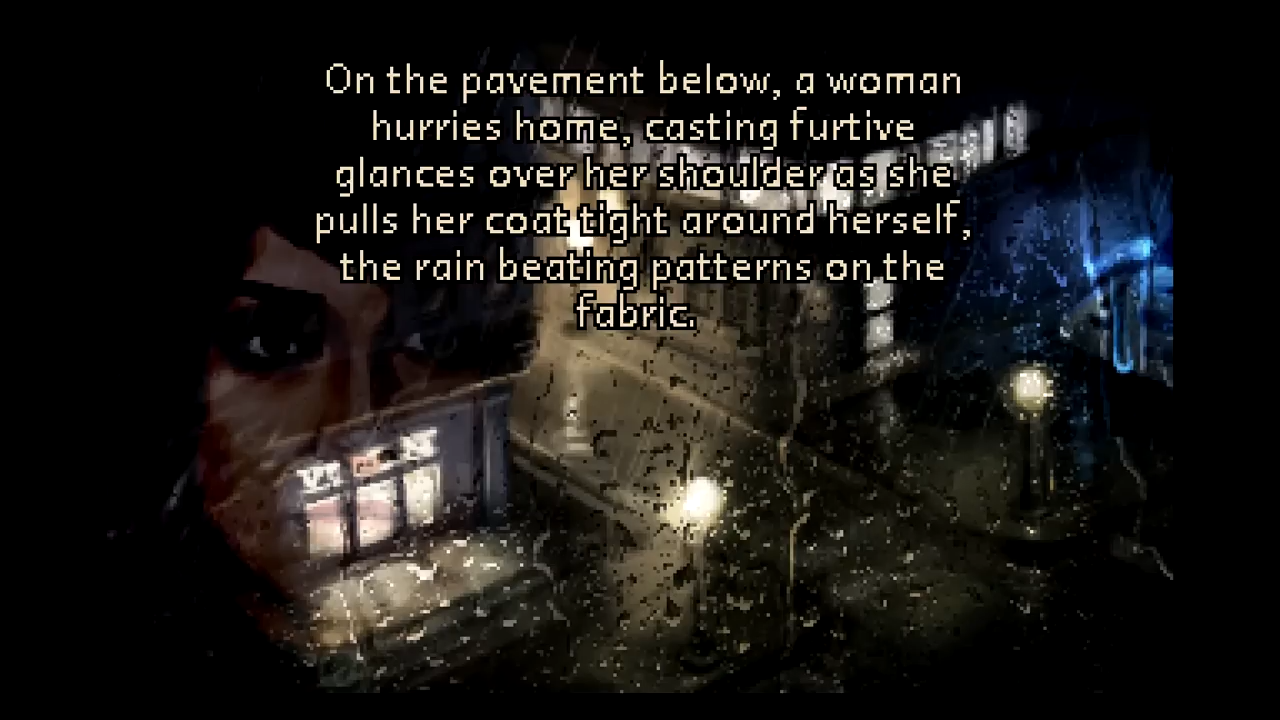 On the pavement below, a woman
hurries home, casting furtive
glances over her shoulder as she
pulls her coat tight around herself,
the rain beating patterns on the
fabric.